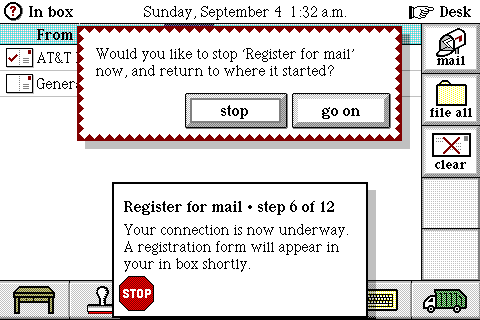 In box
Sunday, September 4 1:32 a.m.
Desk
From
AT&T
Gener
Would you like to stop ‘Register for mail’
now, and return to where it started?
stop
go on
mail
file all
clear
Register for mail • step 6 of 12
Your connection is now underway.
A registration form will appear in
your in box shortly.
STOP